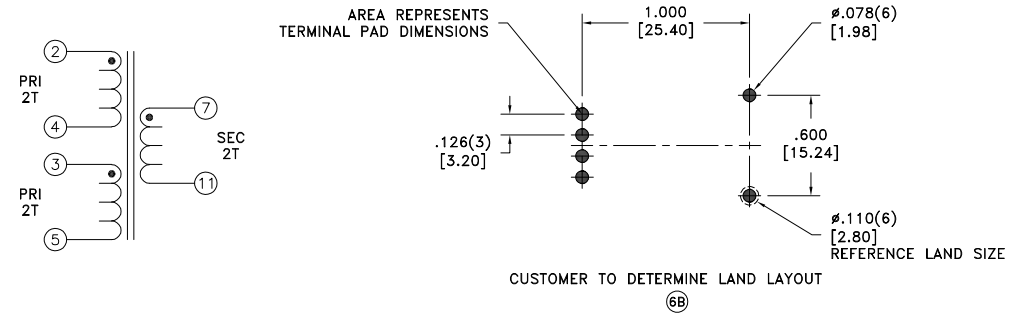 2
PRI
2T
4
3
PRI
2T
5
7
SEC
2T
11
AREA REPRESENTS
TERMINAL PAD DIMENSIONS
1.000
[25.40]
ø.078(6)
[1.98]
.126(3)
[3.20]
.600
[15.24]
ø.110(6)
[2.80]
REFERENCE LAND SIZE
CUSTOMER TO DETERMINE LAND LAYOUT
6B